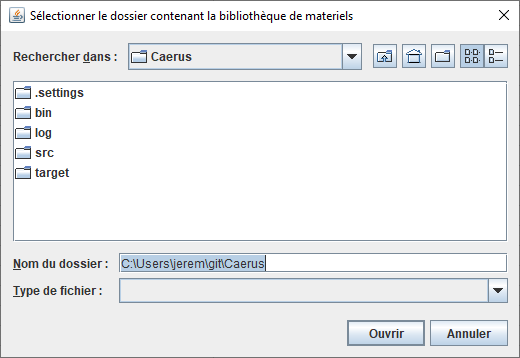 Sélectionner le dossier contenant la bibliothèque de materiels
Rechercher dans : Caerus
.settings
bin
log
src
target
Nom du dossier : C:\Users\jerem\git\Caerus
Type de fichier :
Ouvrir Annuler